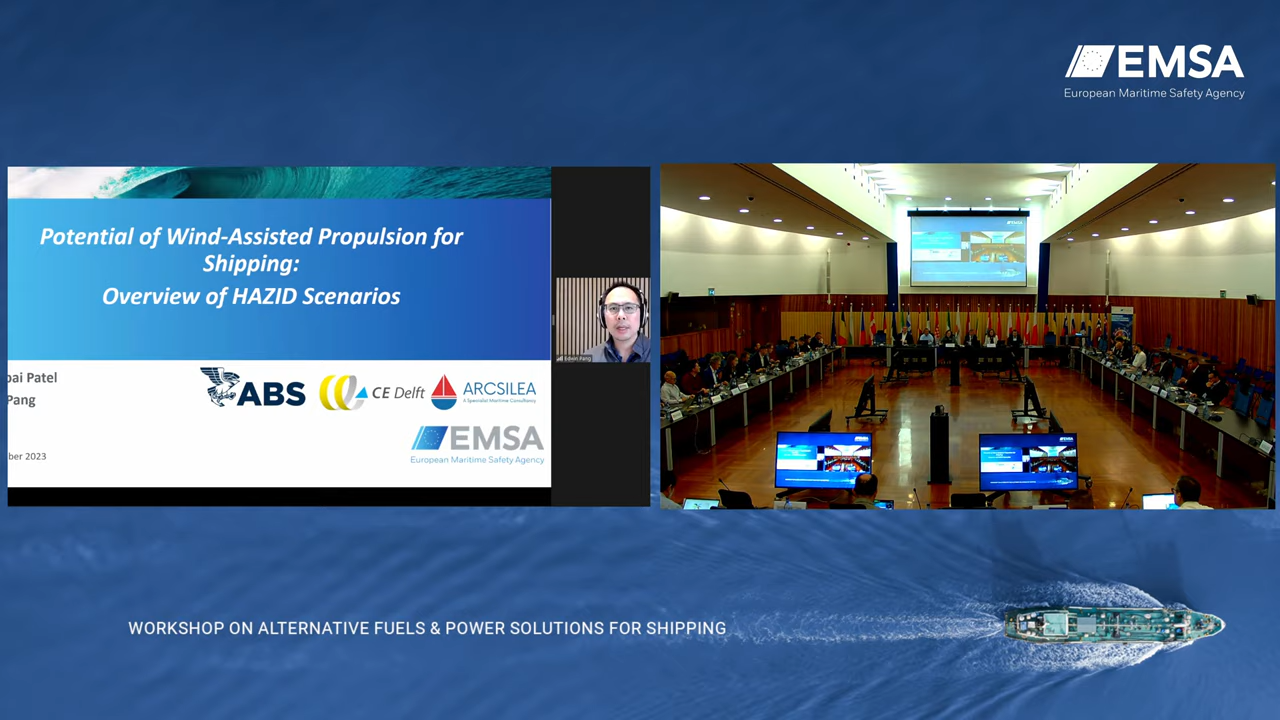 EMSA
European Maritime Safety Agency
Potential of Wind-Assisted Propulsion for
Shipping:
Overview of HAZID Scenarios
pai Patel
Pang
ber 2023
ABS
CE Delft
ARCSILEA
A Specialist Maritime Consultancy
EMSA
European Maritime Safety Agency
Edwin Pang
WORKSHOP ON ALTERNATIVE FUELS & POWER SOLUTIONS FOR SHIPPING